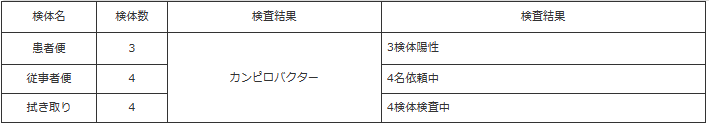 検体名 検体数 検査結果 検査結果
患者便 3 3検体陽性
従事者便 4 カンピロバクター 4名依頼中
拭き取り 4 4検体検査中